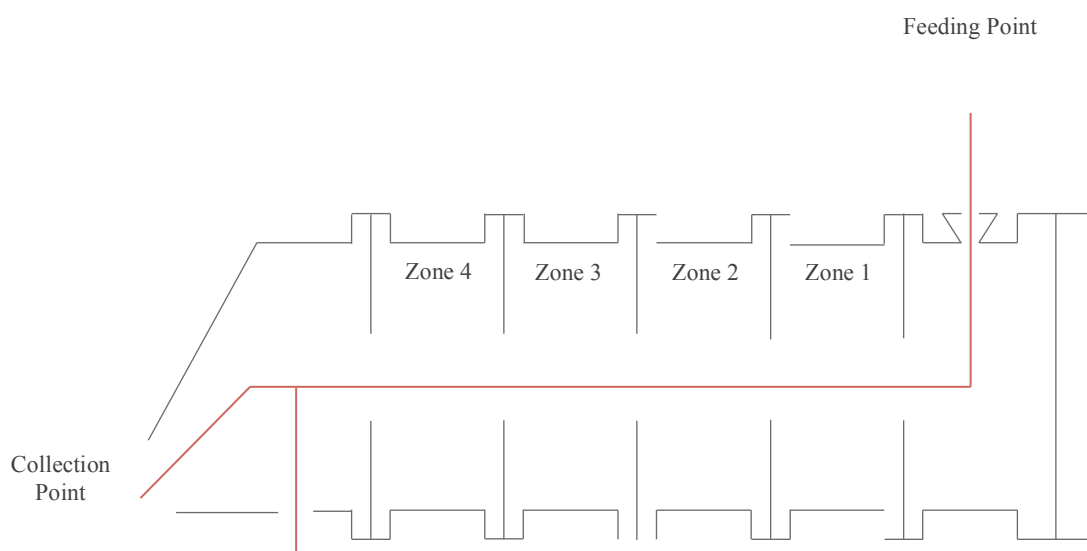 Feeding Point
Zone 4
Zone 3
Zone 2
Zone 1
Collection
Point